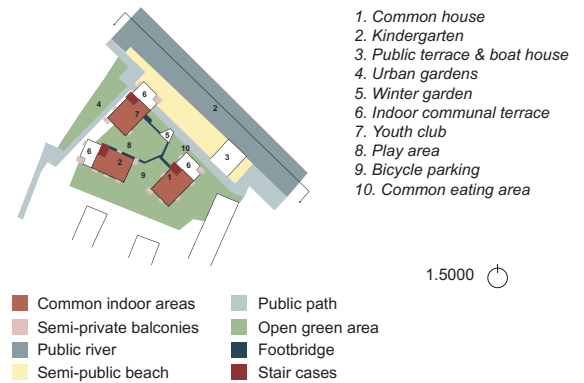 1. Common house
2. Kindergarten
3. Public terrace & boat house
4. Urban gardens
5. Winter garden
6. Indoor communal terrace
7. Youth club
8. Play area
9. Bicycle parking
10. Common eating area
6
2
4
7
5
10
8
3
6
2
6
9
1
1.5000
Common indoor areas
Semi-private balconies
Public river
Semi-public beach
Public path
Open green area
Footbridge
Stair cases